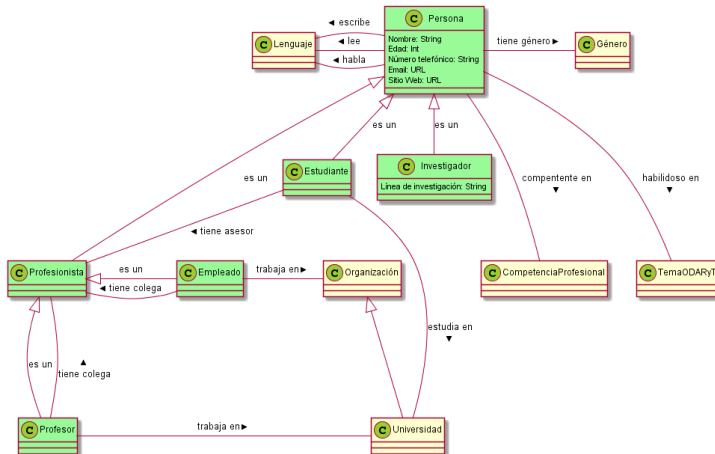 ◄ escribe
C Persona
C Lenguaje
◄ lee
◄ habla
Nombre: String
Edad: Int
Número telefónico: String
Email: URL
Sitio Web: URL
tiene género►
C Género
es un
es un
C Estudiante
C Investigador
Línea de investigación: String
es un
compentente en
▼
habilidoso en
▼
◄ tiene asesor
C Profesionista
es un
◄ tiene colega
C Empleado
trabaja en►
C Organización
C CompetenciaProfesional
C TemaODARyT
estudia en
▼
es un
▲
tiene colega
C Profesor
trabaja en►
C Universidad